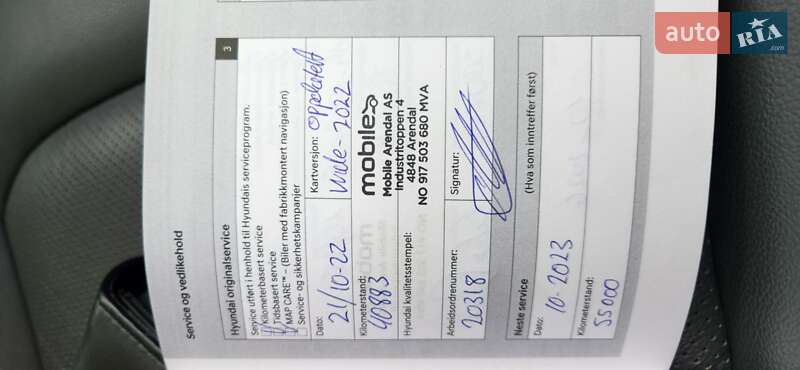 Service og vedlikehold
Hyundai originalservice
3
Service utført i henhold til Hyundais serviceprogram.
Kilometerbasert service
Tidsbasert service
MAP CARE™ – (Biler med fabrikkmontert navigasjon)
Service- og sikkerhetskampanjer
Dato:
21/10-22
Kartversjon: oppdatert
uvde-2022
Kilometerstand:
40883
mobile
Mobile Arendal AS
Industritoppen 4
4848 Arendal
NO 917 503 680 MVA
Hyundai kvalitetsstempel:
Arbeidsordrenummer:
20318
Signatur:
Neste service
Dato:
10-2023
(Hva som inntreffer først)
Kilometerstand:
55000
auto RIA
.com